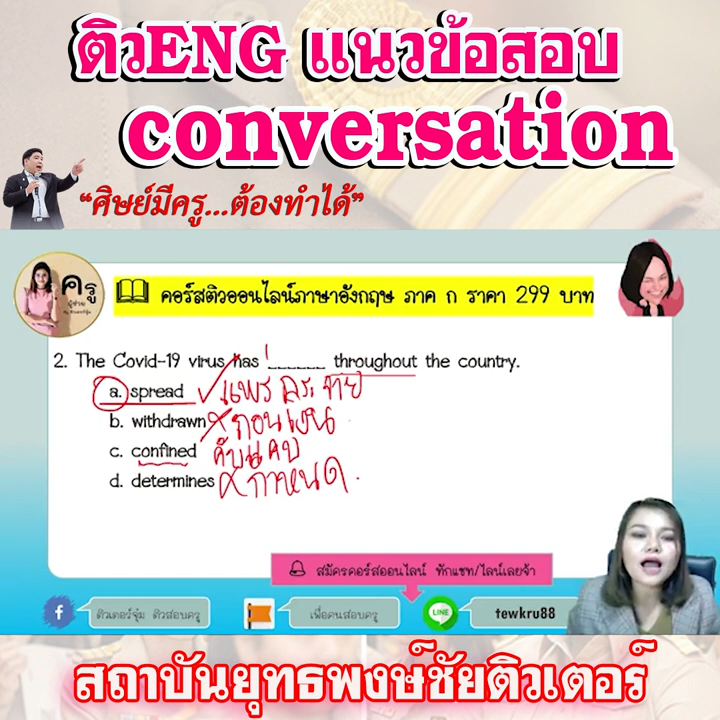 ติวENG แนวข้อสอบ
conversation
“ศิษย์มีครู...ต้องทำได้”
ครู
ผู้ช่วย
คอร์สติวออนไลน์ภาษาอังกฤษ ภาค ก ราคา 299 บาท
2. The Covid-19 virus has ______ throughout the country.
a. spread แพร่กระจาย
b. withdrawn ถอนเงิน
c. confined คับแคบ
d. determines กำหนด
สมัครคอร์สออนไลน์ ทักแชท/ไลน์เลยจ้า
ติวเตอร์จุ๋ม ติวสอบครู
เพื่อคนสอบครู
LINE
tewkru88
สถาบันยุทธพงษ์ชัยติวเตอร์